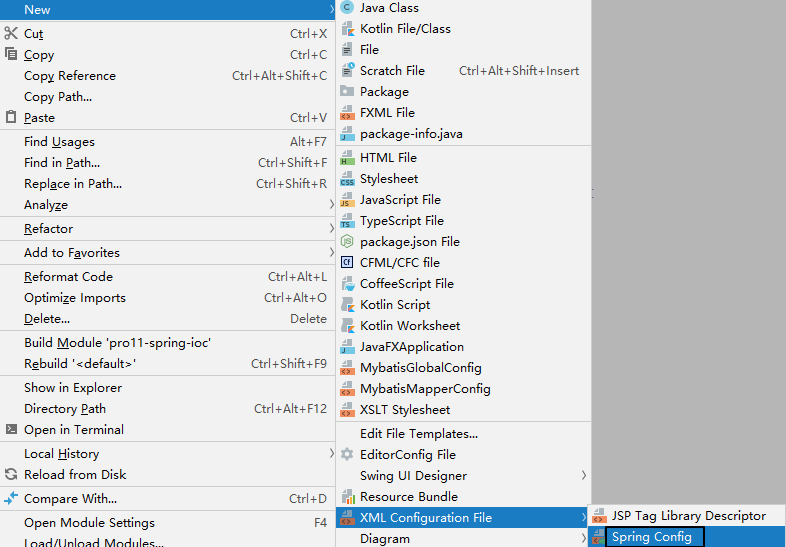 New
Cut Ctrl+X
Copy Ctrl+C
Copy Reference Ctrl+Alt+Shift+C
Copy Path...
Paste Ctrl+V
Find Usages Alt+F7
Find in Path... Ctrl+Shift+F
Replace in Path... Ctrl+Shift+R
Analyze
Refactor
Add to Favorites
Reformat Code Ctrl+Alt+L
Optimize Imports Ctrl+Alt+O
Delete... Delete
Build Module 'pro11-spring-ioc'
Rebuild '<default>' Ctrl+Shift+F9
Show in Explorer
Directory Path Ctrl+Alt+F12
Open in Terminal
Local History
Reload from Disk
Compare With... Ctrl+D
Open Module Settings F4
Load/Unload Modules...
Java Class
Kotlin File/Class
File
Scratch File Ctrl+Alt+Shift+Insert
Package
FXML File
package-info.java
HTML File
Stylesheet
JavaScript File
TypeScript File
package.json File
CFML/CFC file
CoffeeScript File
Kotlin Script
Kotlin Worksheet
JavaFXApplication
MybatisGlobalConfig
MybatisMapperConfig
XSLT Stylesheet
Edit File Templates...
EditorConfig File
Swing UI Designer
Resource Bundle
XML Configuration File
Diagram
JSP Tag Library Descriptor
Spring Config